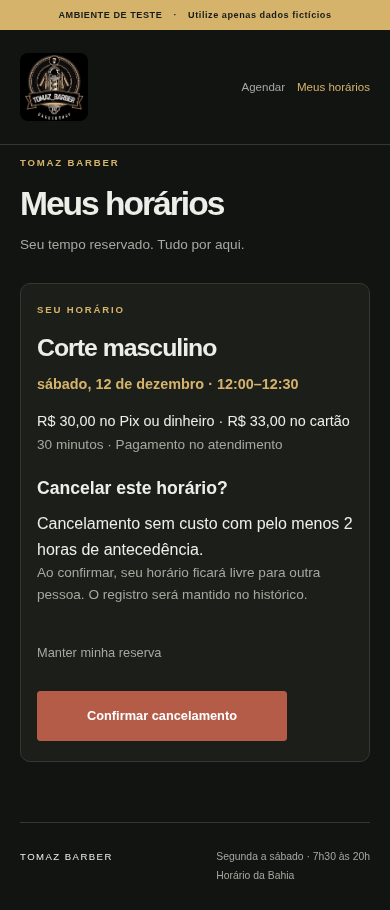 AMBIENTE DE TESTE · Utilize apenas dados fictícios
TOMAZ_BARBER
BARBERSHOP
Agendar Meus horários
TOMAZ BARBER
Meus horários
Seu tempo reservado. Tudo por aqui.
SEU HORÁRIO
Corte masculino
sábado, 12 de dezembro · 12:00–12:30
R$ 30,00 no Pix ou dinheiro · R$ 33,00 no cartão
30 minutos · Pagamento no atendimento
Cancelar este horário?
Cancelamento sem custo com pelo menos 2
horas de antecedência.
Ao confirmar, seu horário ficará livre para outra
pessoa. O registro será mantido no histórico.
Manter minha reserva
Confirmar cancelamento
TOMAZ BARBER
Segunda a sábado · 7h30 às 20h
Horário da Bahia